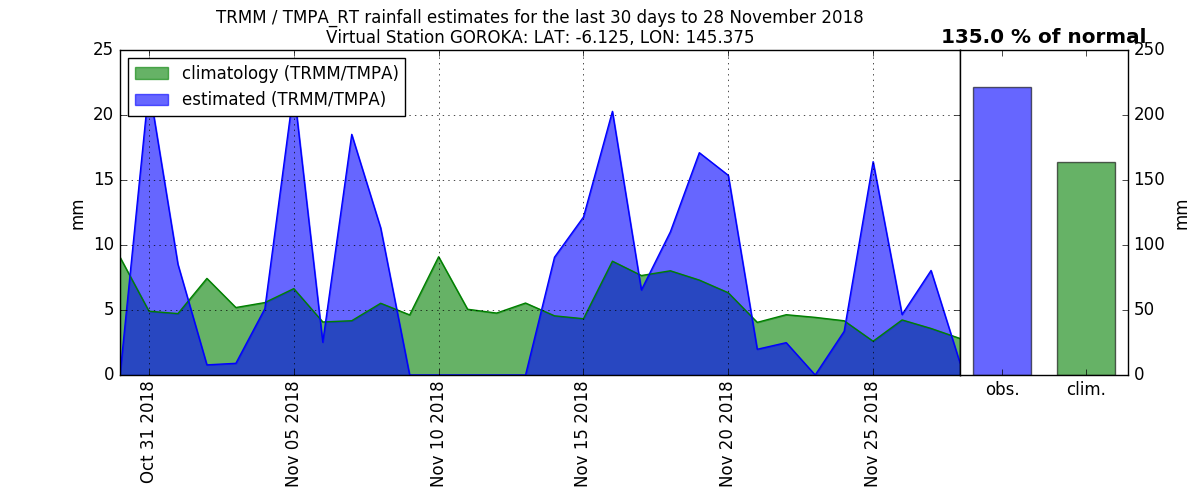 TRMM / TMPA_RT rainfall estimates for the last 30 days to 28 November 2018
Virtual Station GOROKA: LAT: -6.125, LON: 145.375
135.0 % of normal
climatology (TRMM/TMPA)
estimated (TRMM/TMPA)
25
20
15
10
5
0
mm
Oct 31 2018
Nov 05 2018
Nov 10 2018
Nov 15 2018
Nov 20 2018
Nov 25 2018
obs.
clim.
250
200
150
100
50
0
mm